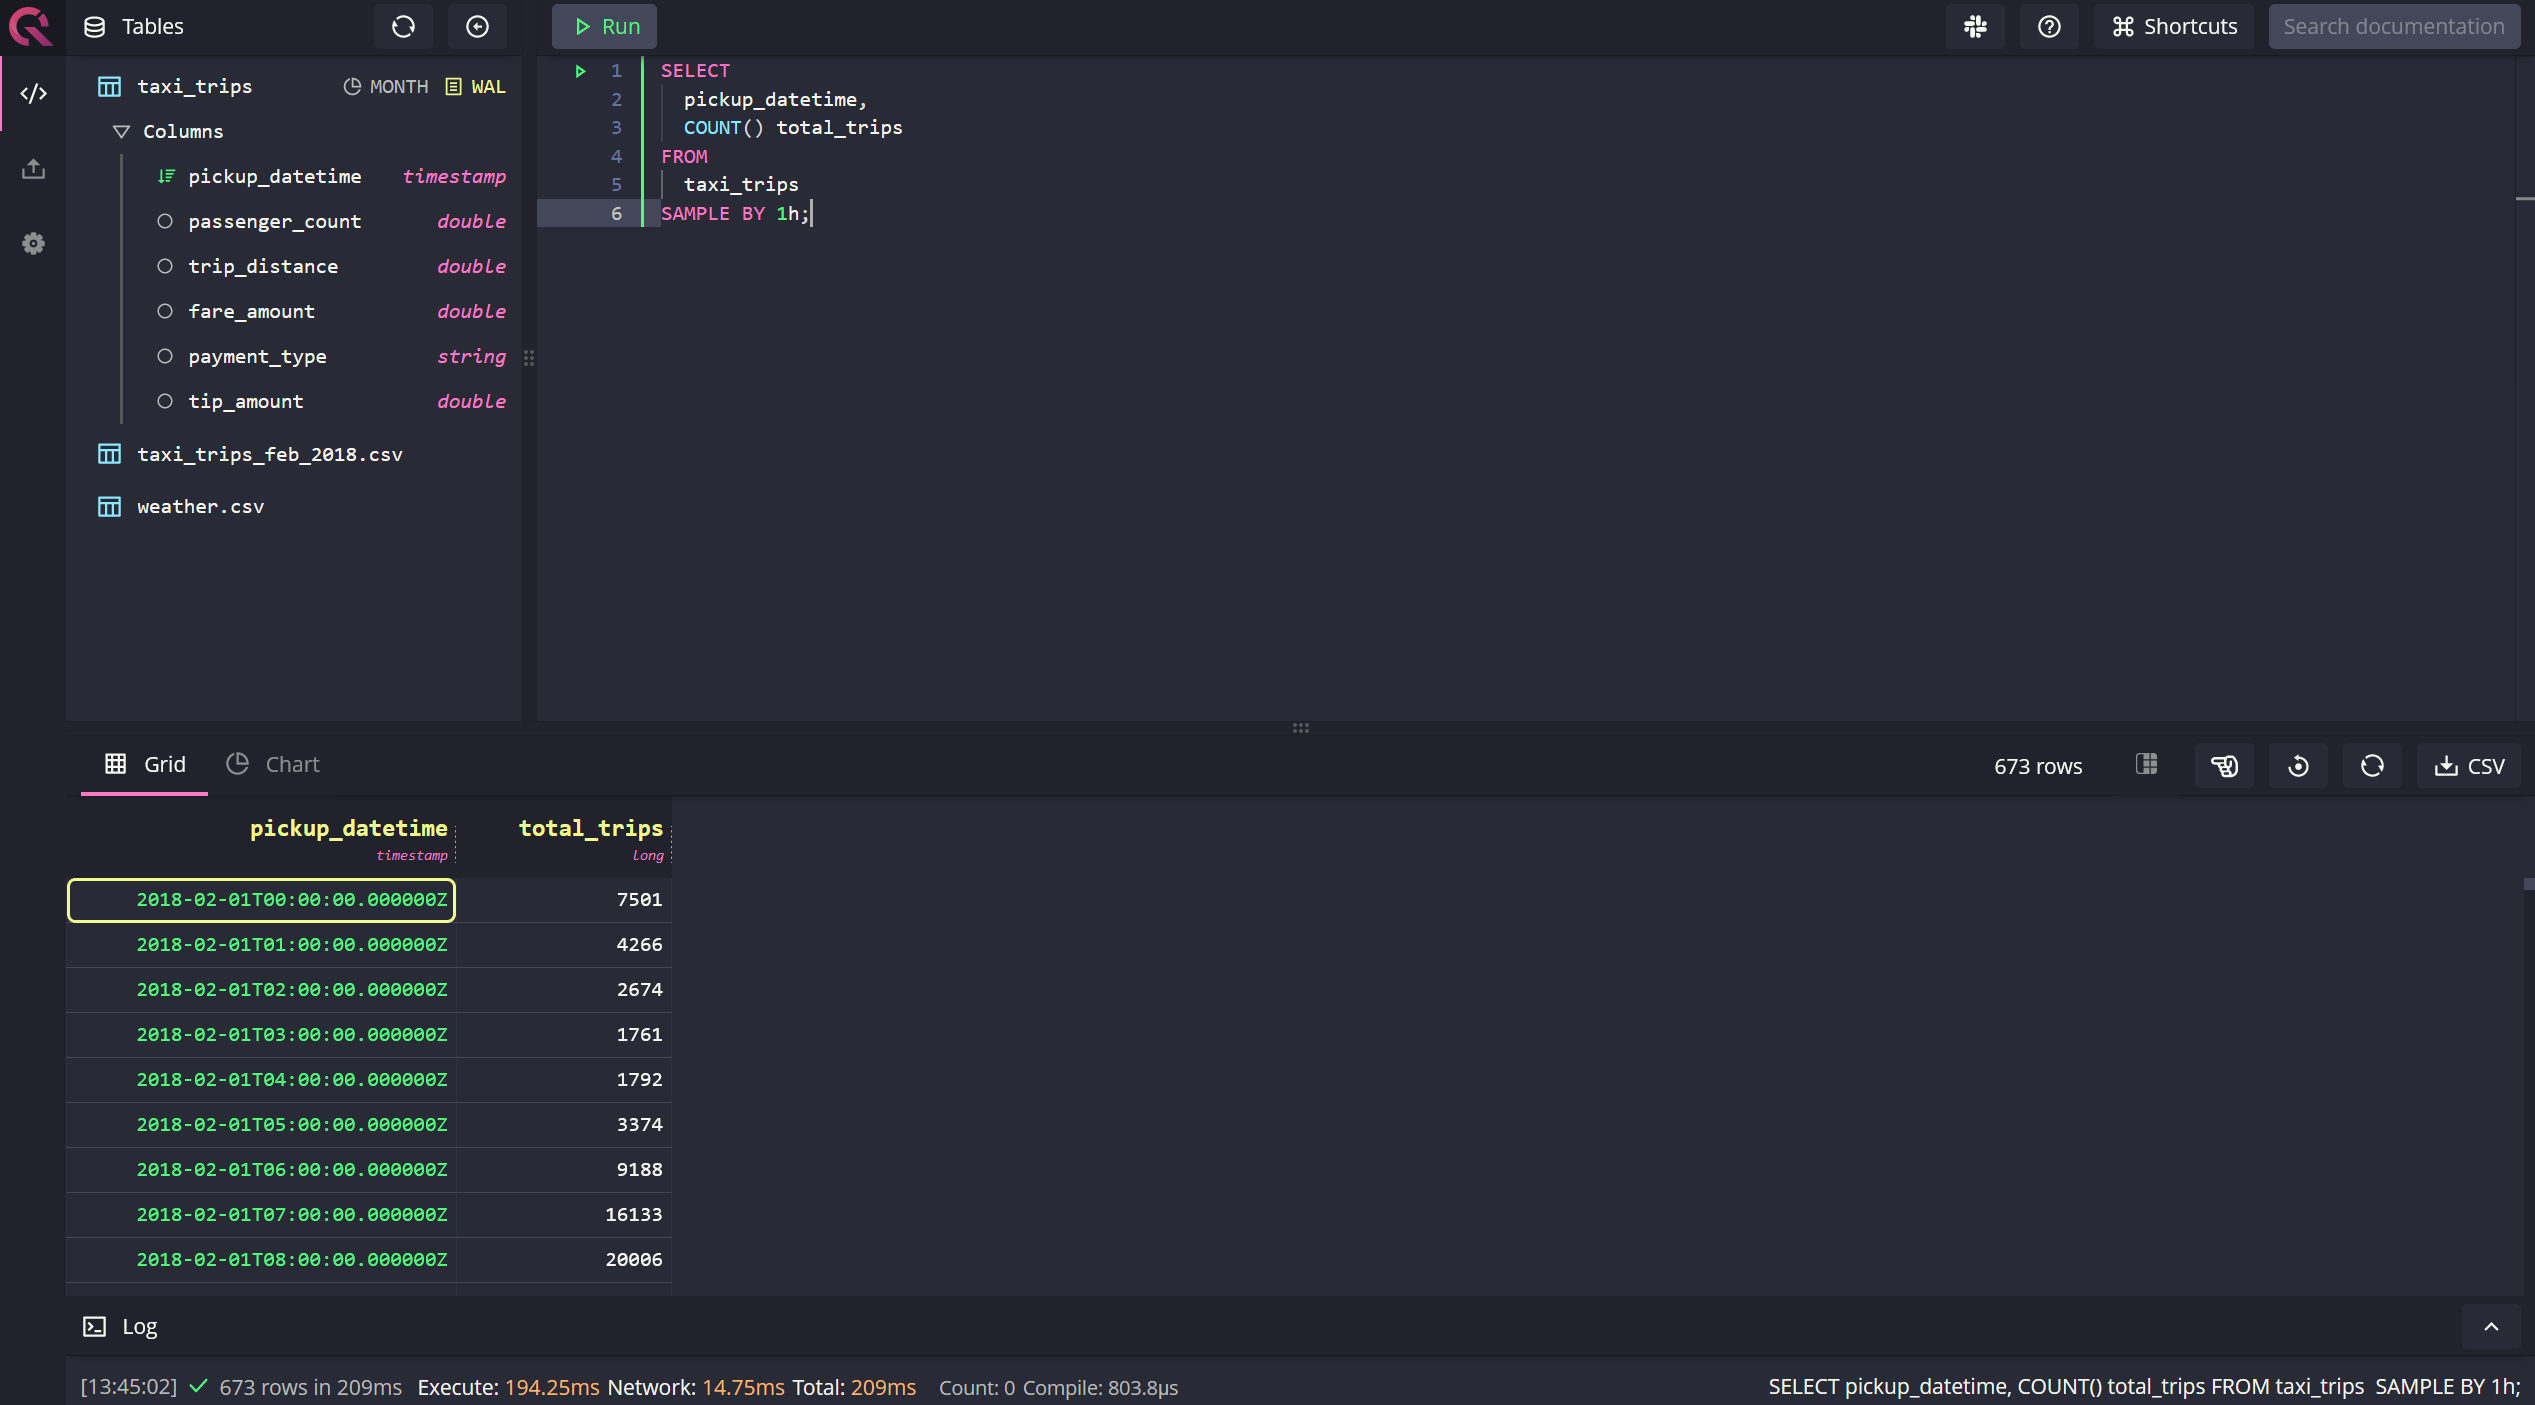 Tables
Run
Shortcuts
Search documentation
taxi_trips MONTH WAL
Columns
pickup_datetime timestamp
passenger_count double
trip_distance double
fare_amount double
payment_type string
tip_amount double
taxi_trips_feb_2018.csv
weather.csv
1 SELECT
2 pickup_datetime,
3 COUNT() total_trips
4 FROM
5 taxi_trips
6 SAMPLE BY 1h;
Grid Chart 673 rows CSV
pickup_datetime total_trips
timestamp long
2018-02-01T00:00:00.000000Z 7501
2018-02-01T01:00:00.000000Z 4266
2018-02-01T02:00:00.000000Z 2674
2018-02-01T03:00:00.000000Z 1761
2018-02-01T04:00:00.000000Z 1792
2018-02-01T05:00:00.000000Z 3374
2018-02-01T06:00:00.000000Z 9188
2018-02-01T07:00:00.000000Z 16133
2018-02-01T08:00:00.000000Z 20006
Log
[13:45:02] 673 rows in 209ms Execute: 194.25ms Network: 14.75ms Total: 209ms Count: 0 Compile: 803.8µs SELECT pickup_datetime, COUNT() total_trips FROM taxi_trips SAMPLE BY 1h;